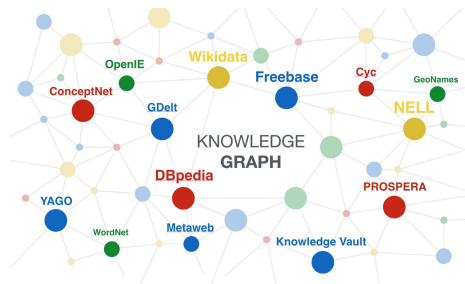 Wikidata
OpenIE
Freebase
Cyc
GeoNames
ConceptNet
GDelt
NELL
KNOWLEDGE
GRAPH
DBpedia
PROSPERA
YAGO
WordNet
Metaweb
Knowledge Vault